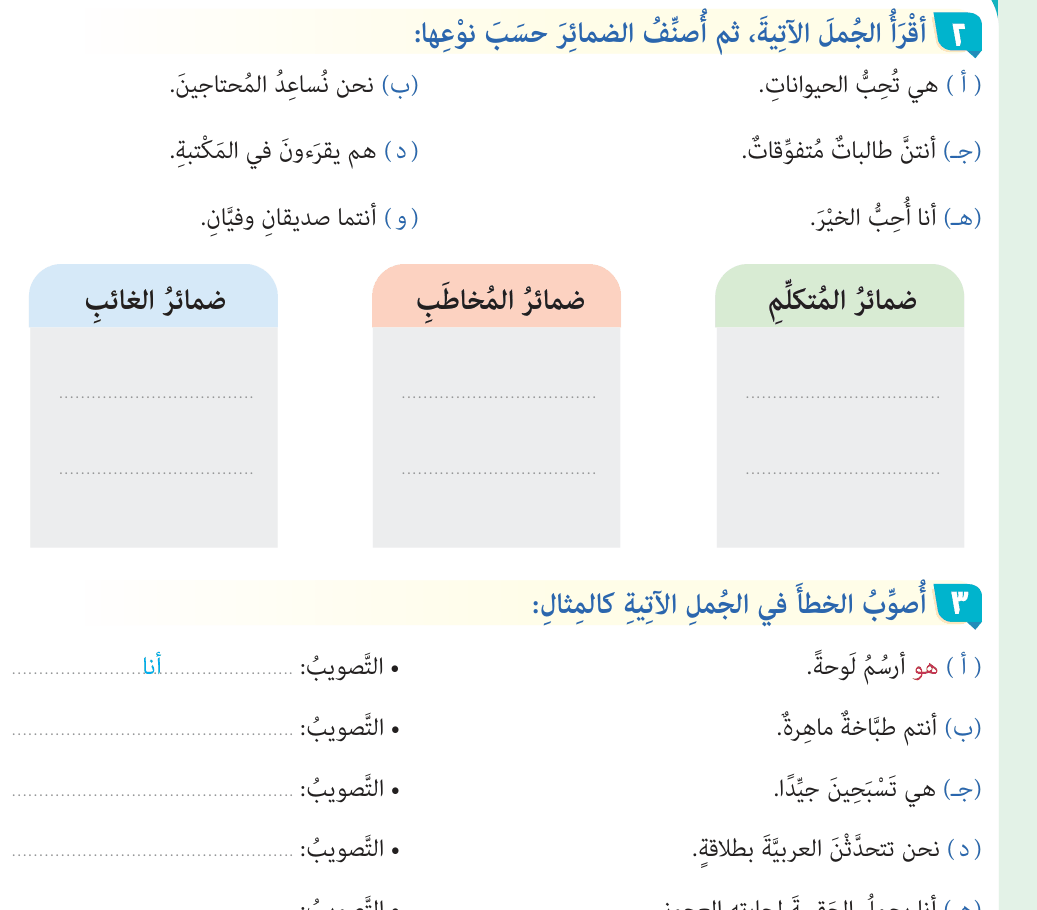 ٢ أقْرَأُ الجُملَ الآتِيةَ، ثم أُصنِّفُ الضمائِرَ حسَبَ نوْعِها:
( أ ) هي تُحِبُّ الحيواناتِ. (ب) نحن نُساعِدُ المُحتاجينَ.
(جـ) أنتنَّ طالباتٌ مُتفوِّقاتٌ. ( د ) هم يقرَءونَ في المَكْتبةِ.
(هـ) أنا أُحِبُّ الخيْرَ. ( و ) أنتما صديقانِ وفيَّانِ.
ضمائرُ المُتكلِّمِ ضمائرُ المُخاطَبِ ضمائرُ الغائبِ
٣ أُصوِّبُ الخطأَ في الجُملِ الآتِيةِ كالمِثالِ:
( أ ) هو أرسُمُ لَوحةً. • التَّصويبُ: أنا
(ب) أنتم طبَّاخةٌ ماهِرةٌ. • التَّصويبُ:
(جـ) هي تَسْبَحِينَ جيِّدًا. • التَّصويبُ:
( د ) نحن تتحدَّثْنَ العربيَّةَ بطلاقةٍ. • التَّصويبُ: